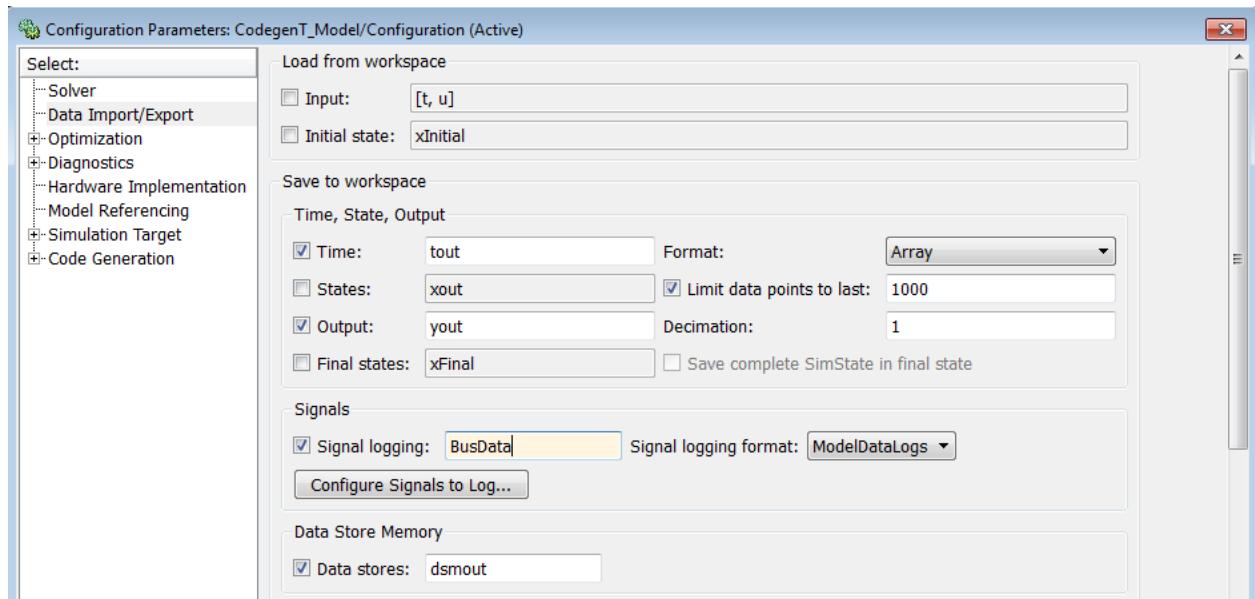 Configuration Parameters: CodegenT_Model/Configuration (Active)
Select:
Solver
Data Import/Export
Optimization
Diagnostics
Hardware Implementation
Model Referencing
Simulation Target
Code Generation
Load from workspace
Input: [t, u]
Initial state: xInitial
Save to workspace
Time, State, Output
Time: tout Format: Array
States: xout Limit data points to last: 1000
Output: yout Decimation: 1
Final states: xFinal Save complete SimState in final state
Signals
Signal logging: BusData Signal logging format: ModelDataLogs
Configure Signals to Log...
Data Store Memory
Data stores: dsmout